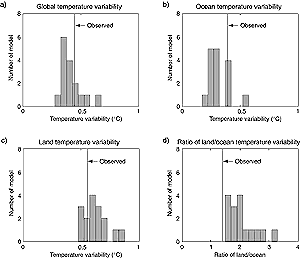 a) Global temperature variability
Observed
Number of model
8
6
4
2
0
0 0.5 1
Temperature variability (°C)
b) Ocean temperature variability
Observed
Number of model
8
6
4
2
0
0 0.5 1
Temperature variability (°C)
c) Land temperature variability
Observed
Number of model
8
6
4
2
0
0 0.5 1
Temperature variability (°C)
d) Ratio of land/ocean temperature variability
Observed
Number of model
8
6
4
2
0
0 1 2 3 4
Ratio of land/ocean